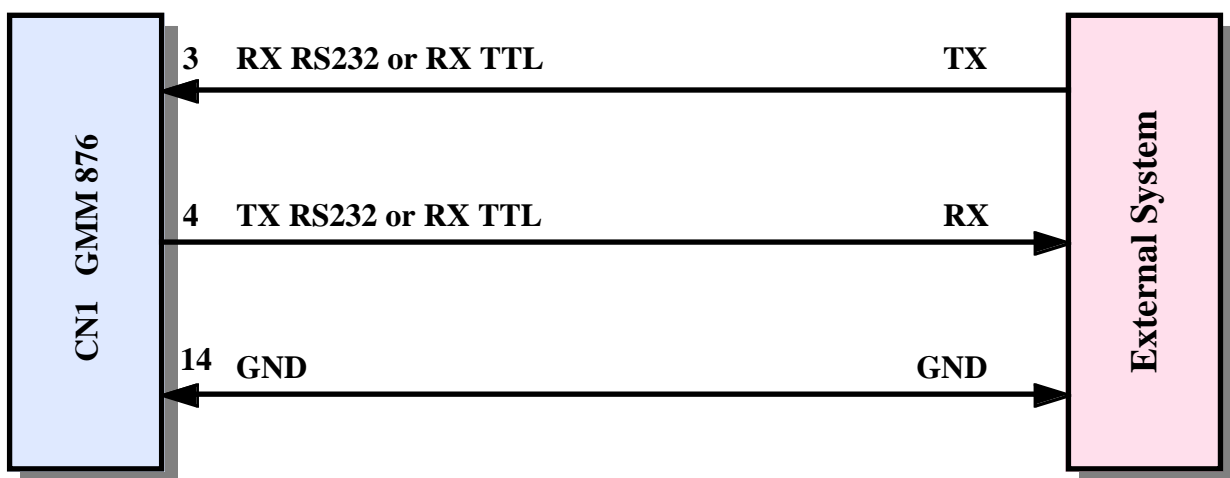 3 RX RS232 or RX TTL TX
4 TX RS232 or RX TTL RX
14 GND GND
CN1 GMM 876
External System